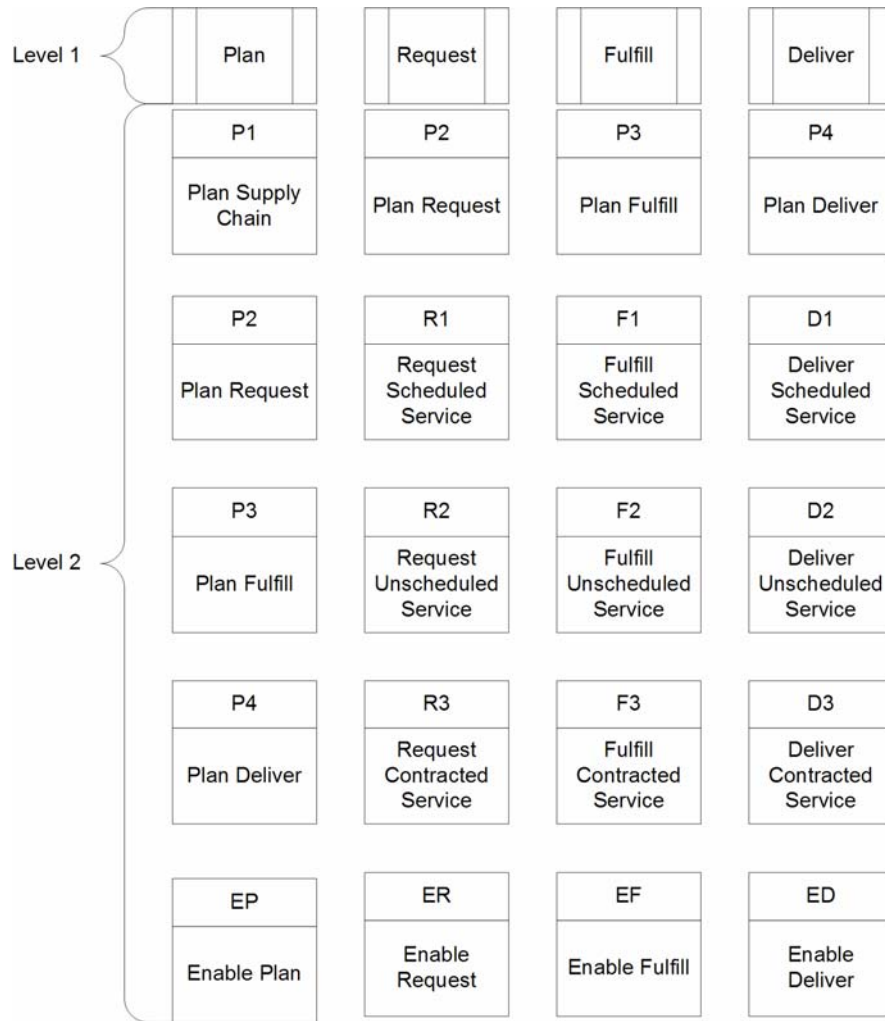 Level 1
Plan
Request
Fulfill
Deliver
P1
P2
P3
P4
Plan Supply
Chain
Plan Request
Plan Fulfill
Plan Deliver
P2
R1
F1
D1
Plan Request
Request
Scheduled
Service
Fulfill
Scheduled
Service
Deliver
Scheduled
Service
Level 2
P3
R2
F2
D2
Plan Fulfill
Request
Unscheduled
Service
Fulfill
Unscheduled
Service
Deliver
Unscheduled
Service
P4
R3
F3
D3
Plan Deliver
Request
Contracted
Service
Fulfill
Contracted
Service
Deliver
Contracted
Service
EP
ER
EF
ED
Enable Plan
Enable
Request
Enable Fulfill
Enable
Deliver